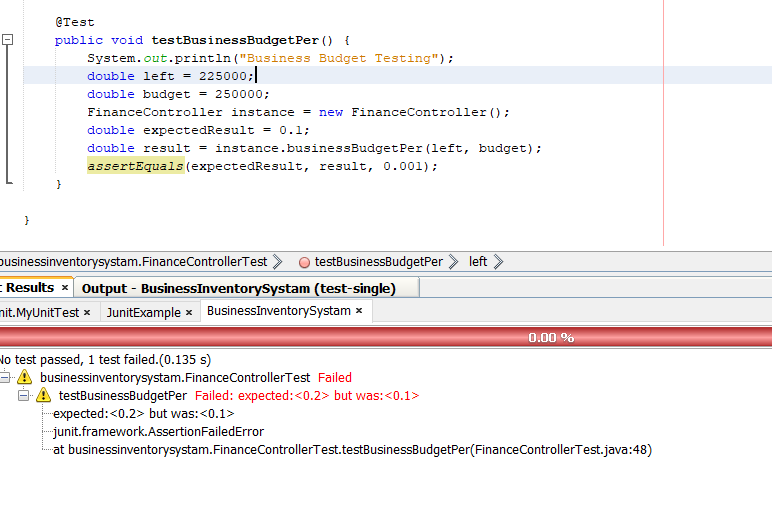 @Test
public void testBusinessBudgetPer() {
System.out.println("Business Budget Testing");
double left = 225000;
double budget = 250000;
FinanceController instance = new FinanceController();
double expectedResult = 0.1;
double result = instance.businessBudgetPer(left, budget);
assertEquals(expectedResult, result, 0.001);
}
}
businessinventorysystam.FinanceControllerTest testBusinessBudgetPer left
t Results × Output - BusinessInventorySystam (test-single)
nit.MyUnitTest × JunitExample × BusinessInventorySystam ×
0.00 %
No test passed, 1 test failed.(0.135 s)
businessinventorysystam.FinanceControllerTest Failed
testBusinessBudgetPer Failed: expected:<0.2> but was:<0.1>
expected:<0.2> but was:<0.1>
junit.framework.AssertionFailedError
at businessinventorysystam.FinanceControllerTest.testBusinessBudgetPer(FinanceControllerTest.java:48)